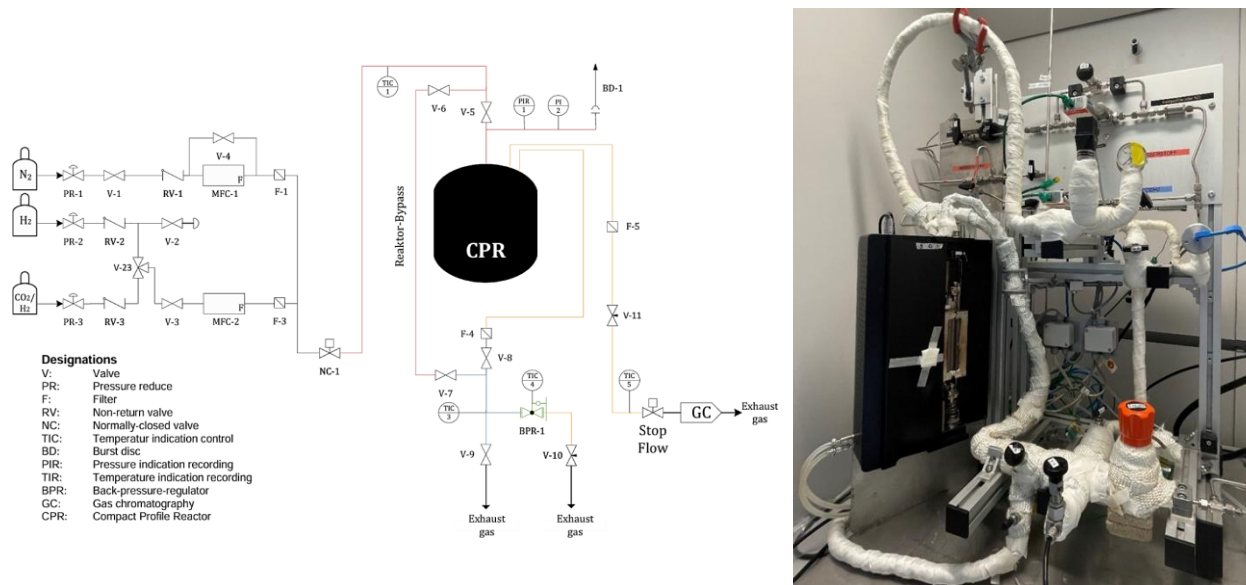 TIC
1
V-6
V-5
PIR
1
PI
2
BD-1
V-4
N2
PR-1
V-1
RV-1
MFC-1
F
F-1
H2
PR-2
RV-2
V-2
V-23
CO2/
H2
PR-3
RV-3
V-3
MFC-2
F
F-3
NC-1
Reaktor-Bypass
CPR
F-5
F-4
V-8
V-11
V-7
TIC
3
TIC
4
BPR-1
TIC
5
Stop
Flow
GC
Exhaust
gas
V-9
V-10
Exhaust
gas
Exhaust
gas
Designations
V: Valve
PR: Pressure reduce
F: Filter
RV: Non-return valve
NC: Normally-closed valve
TIC: Temperatur indication control
BD: Burst disc
PIR: Pressure indication recording
TIR: Temperature indication recording
BPR: Back-pressure-regulator
GC: Gas chromatography
CPR: Compact Profile Reactor